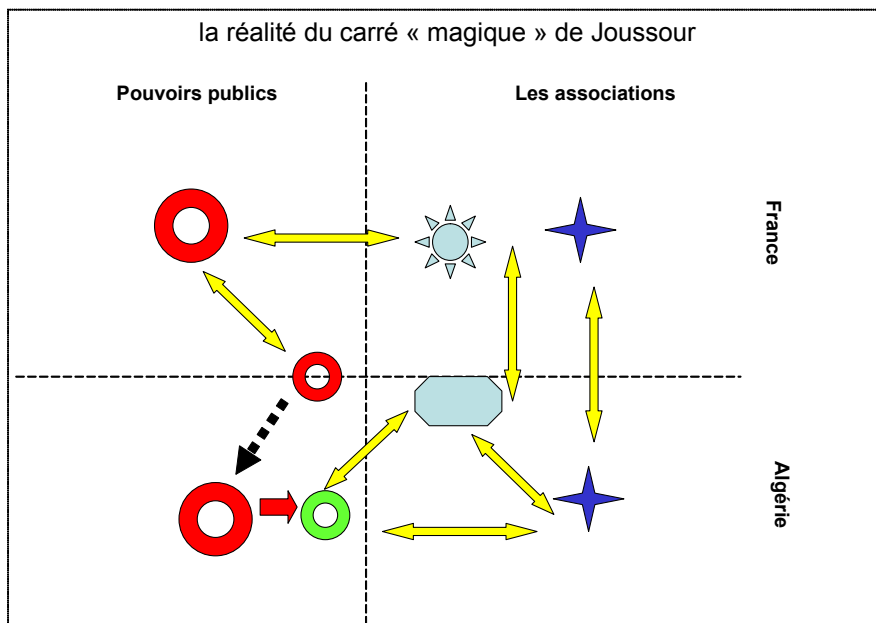 la réalité du carré « magique » de Joussour
Pouvoirs publics
Les associations
France
Algérie